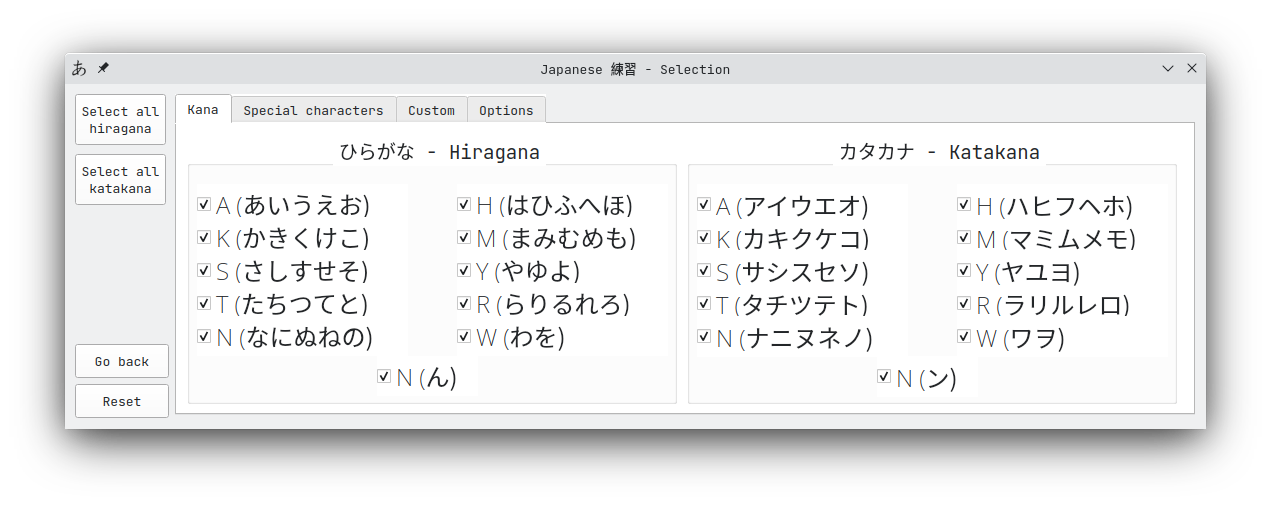 あ
Japanese 練習 - Selection
Select all
hiragana
Select all
katakana
Go back
Reset
Kana
Special characters
Custom
Options
ひらがな - Hiragana
A (あいうえお)
K (かきくけこ)
S (さしすせそ)
T (たちつてと)
N (なにぬねの)
H (はひふへほ)
M (まみむめも)
Y (やゆよ)
R (らりるれろ)
W (わを)
N (ん)
カタカナ - Katakana
A (アイウエオ)
K (カキクケコ)
S (サシスセソ)
T (タチツテト)
N (ナニヌネノ)
H (ハヒフヘホ)
M (マミムメモ)
Y (ヤユヨ)
R (ラリルレロ)
W (ワヲ)
N (ン)